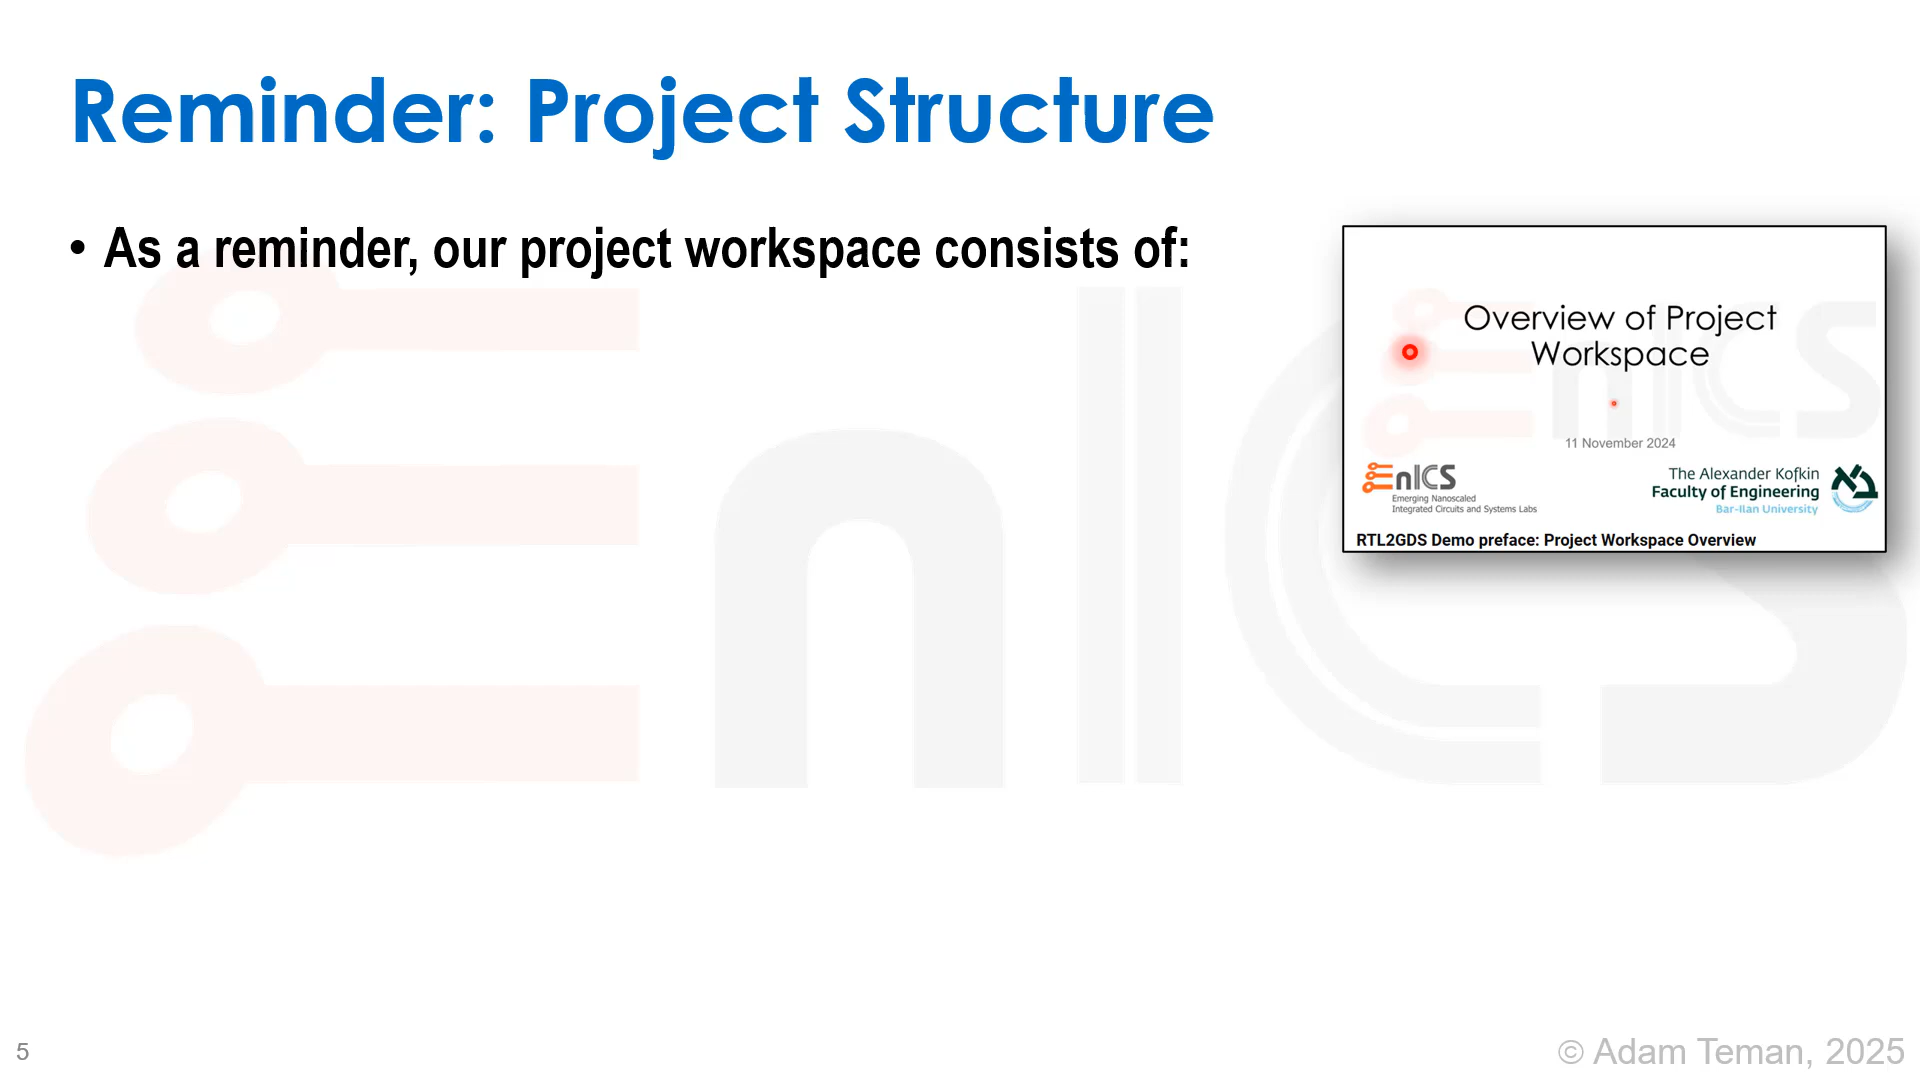 Reminder: Project Structure
• As a reminder, our project workspace consists of:
Overview of Project
Workspace
11 November 2024
EnICS
Emerging Nanoscaled
Integrated Circuits and Systems Labs
The Alexander Kofkin
Faculty of Engineering
Bar-Ilan University
RTL2GDS Demo preface: Project Workspace Overview
EnICS
5
© Adam Teman, 2025